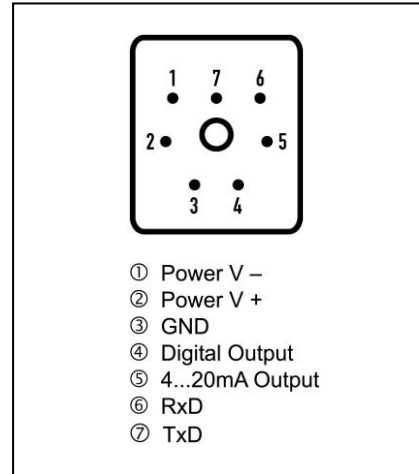 1 7 6
2 5
3 4
① Power V –
② Power V +
③ GND
④ Digital Output
⑤ 4...20mA Output
⑥ RxD
⑦ TxD